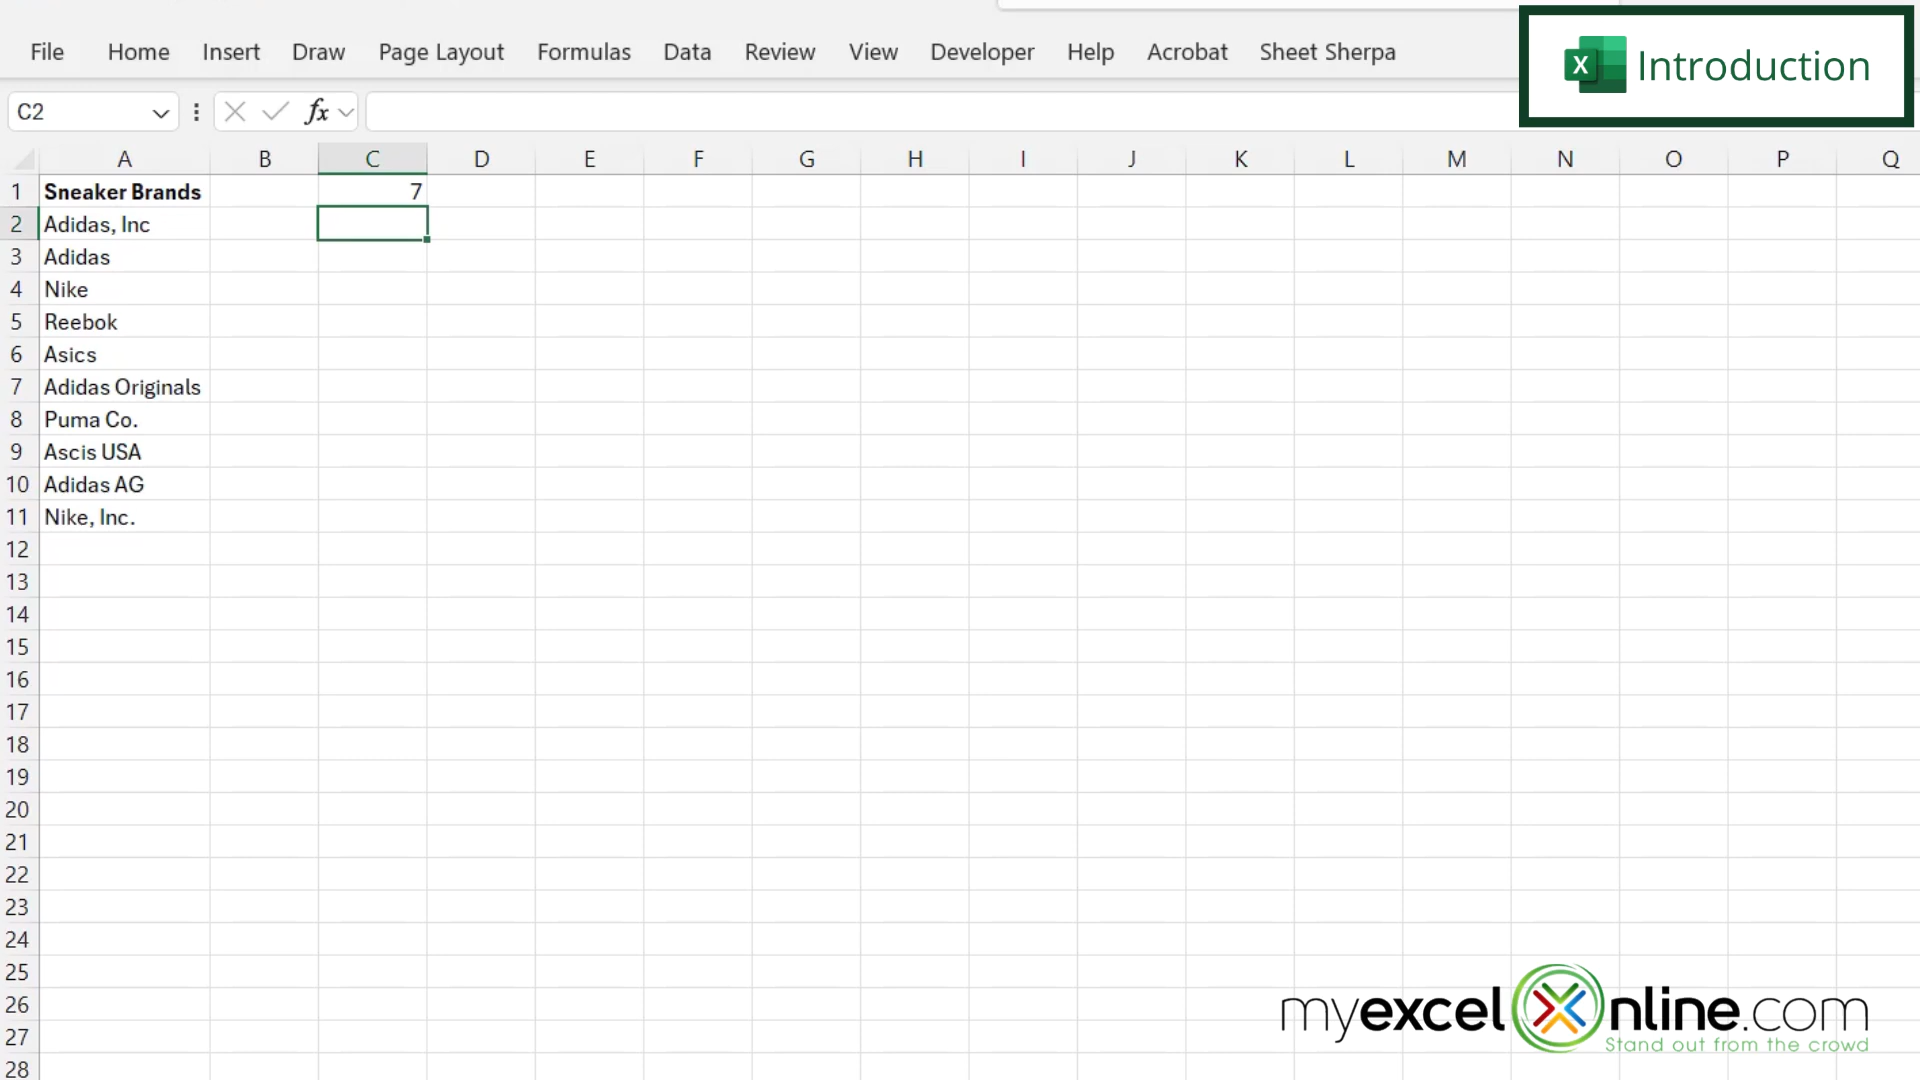 File Home Insert Draw Page Layout Formulas Data Review View Developer Help Acrobat Sheet Sherpa
X Introduction
C2 fx
A B C D E F G H I J K L M N O P Q
1 Sneaker Brands 7
2 Adidas, Inc
3 Adidas
4 Nike
5 Reebok
6 Asics
7 Adidas Originals
8 Puma Co.
9 Ascis USA
10 Adidas AG
11 Nike, Inc.
12
13
14
15
16
17
18
19
20
21
22
23
24
25
26
27
28
myexcelOnline.com
Stand out from the crowd